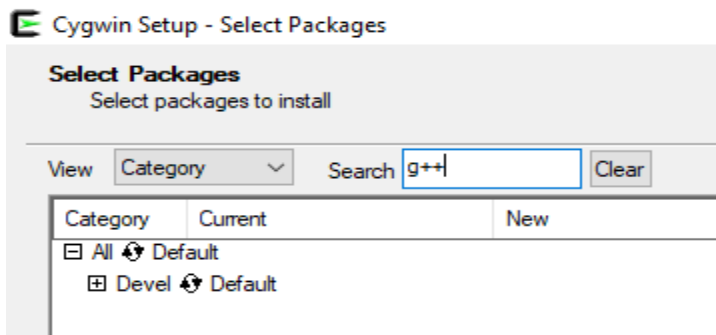 Cygwin Setup - Select Packages
Select Packages
Select packages to install
View Category Search g++ Clear
Category Current New
All Default
Devel Default